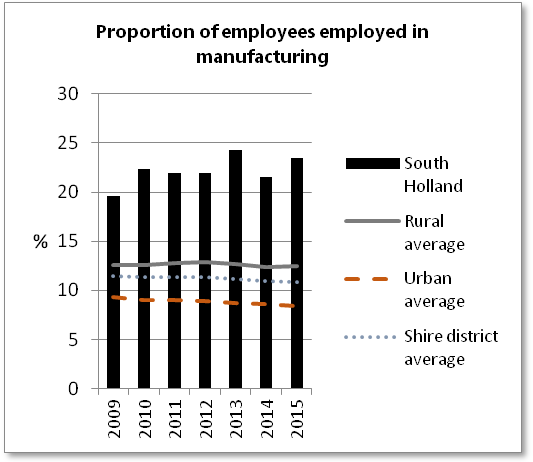 Proportion of employees employed in
manufacturing
30
25
20
15
10
5
0
%
2009
2010
2011
2012
2013
2014
2015
South
Holland
Rural
average
Urban
average
Shire district
average